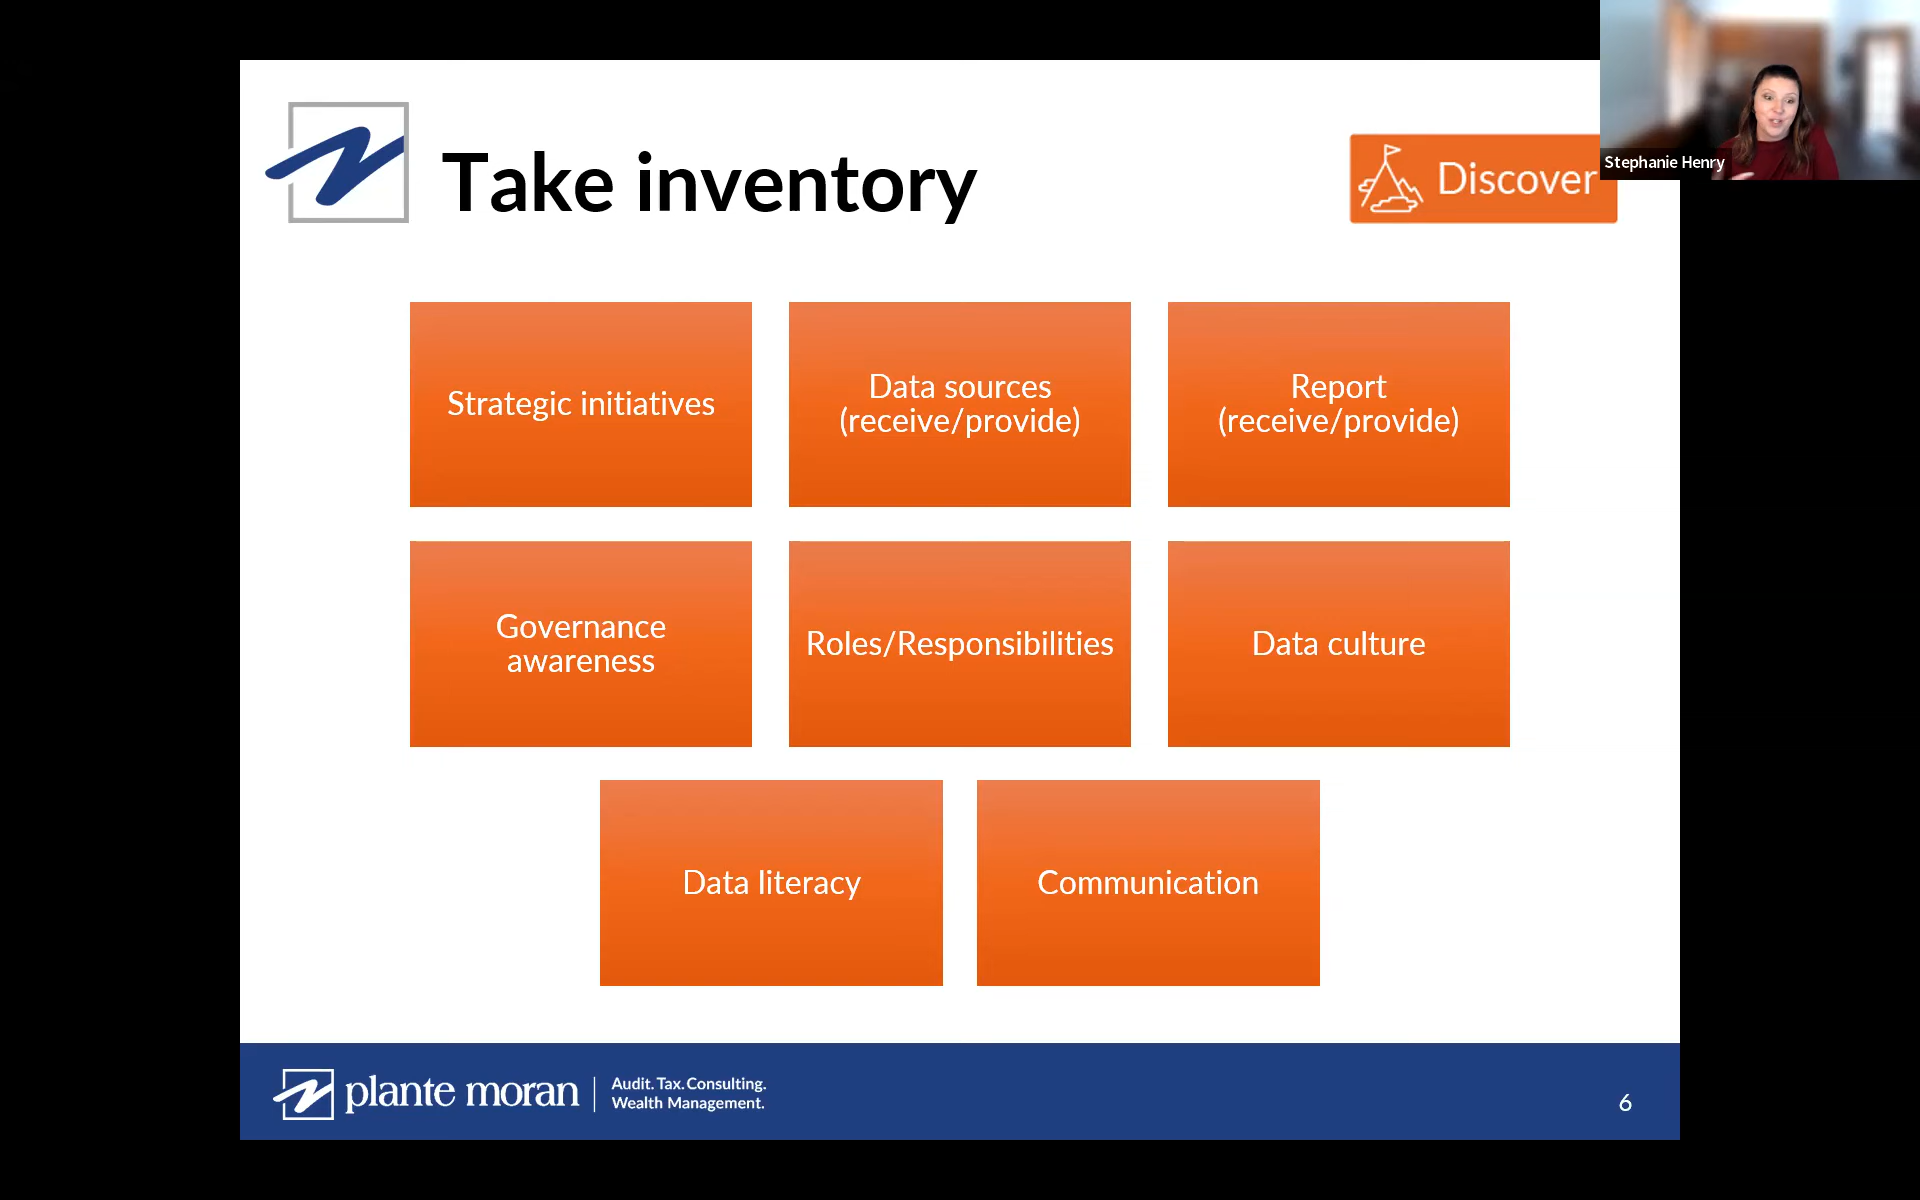 Take inventory
Discover
Stephanie Henry
Strategic initiatives
Data sources
(receive/provide)
Report
(receive/provide)
Governance
awareness
Roles/Responsibilities
Data culture
Data literacy
Communication
plante moran
Audit. Tax. Consulting.
Wealth Management.
6